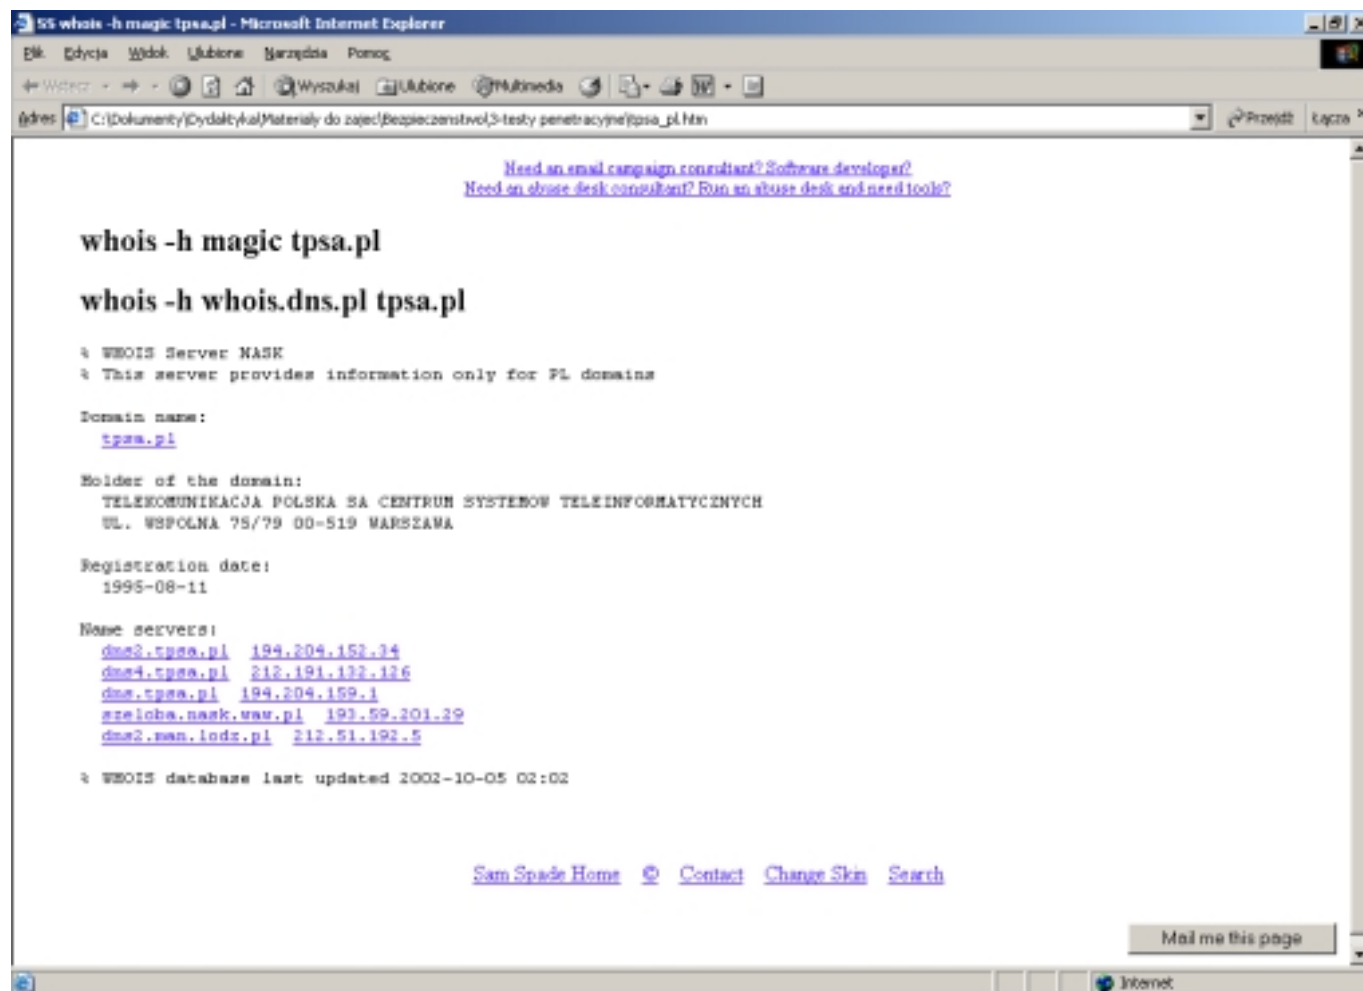 SS whois -h magic tpsa.pl - Microsoft Internet Explorer
Plik Edycja Widok Ulubione Narzędzia Pomoc
Wstecz Wyszukaj Ulubione Multimedia
Adres C:\Dokumenty\Dydaktyka\Materialy do zajec\Bezpieczenstwo\,3-testy penetracyjne\tpsa_pl.htm Przejdź Łącza
Need an email campaign consultant? Software developer?
Need an abuse desk consultant? Run an abuse desk and need tools?
whois -h magic tpsa.pl
whois -h whois.dns.pl tpsa.pl
% WHOIS Server NASK
% This server provides information only for PL domains
Domain name:
tpsa.pl
Holder of the domain:
TELEKOMUNIKACJA POLSKA SA CENTRUM SYSTEMOW TELEINFORMATYCZNYCH
UL. WSPOLNA 75/79 00-519 WARSZAWA
Registration date:
1995-08-11
Name servers:
dns2.tpsa.pl 194.204.152.34
dns4.tpsa.pl 212.191.132.126
dns.tpsa.pl 194.204.159.1
szeloba.nask.waw.pl 193.59.201.29
dns2.man.lodz.pl 212.51.192.5
% WHOIS database last updated 2002-10-05 02:02
Sam Spade Home © Contact Change Skin Search
Mail me this page
Internet